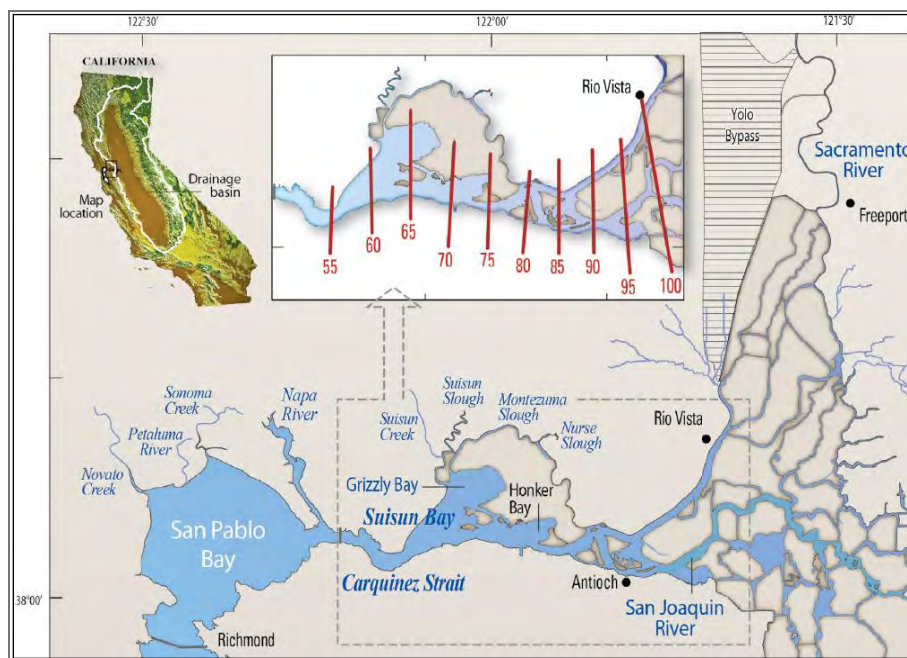 122°30'
122°00'
121°30'
CALIFORNIA
Drainage
basin
Map
location
Rio Vista
55
60
65
70
75
80
85
90
95
100
Yolo
Bypass
Sacramento
River
Freeport
Sonoma
Creek
Napa
River
Petaluma
River
Novato
Creek
Suisun
Creek
Suisun
Slough
Montezuma
Slough
Nurse
Slough
Rio Vista
Grizzly Bay
Honker
Bay
Suisun Bay
San Pablo
Bay
Carquinez Strait
Antioch
San Joaquin
River
38°00'
Richmond